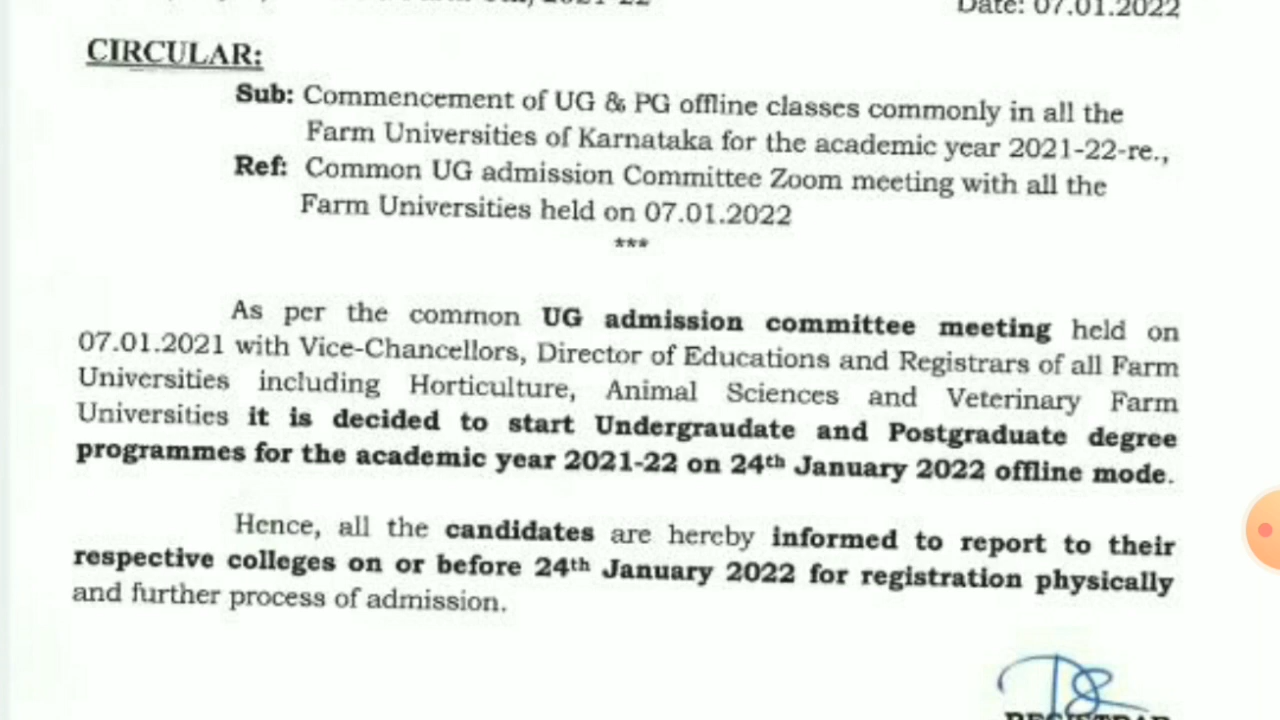 2021-22
Date: 07.01.2022
CIRCULAR:
Sub: Commencement of UG & PG offline classes commonly in all the
Farm Universities of Karnataka for the academic year 2021-22-re.,
Ref: Common UG admission Committee Zoom meeting with all the
Farm Universities held on 07.01.2022
***
As per the common UG admission committee meeting held on
07.01.2021 with Vice-Chancellors, Director of Educations and Registrars of all Farm
Universities including Horticulture, Animal Sciences and Veterinary Farm
Universities it is decided to start Undergraudate and Postgraduate degree
programmes for the academic year 2021-22 on 24th January 2022 offline mode.
Hence, all the candidates are hereby informed to report to their
respective colleges on or before 24th January 2022 for registration physically
and further process of admission.
REGISTRAR